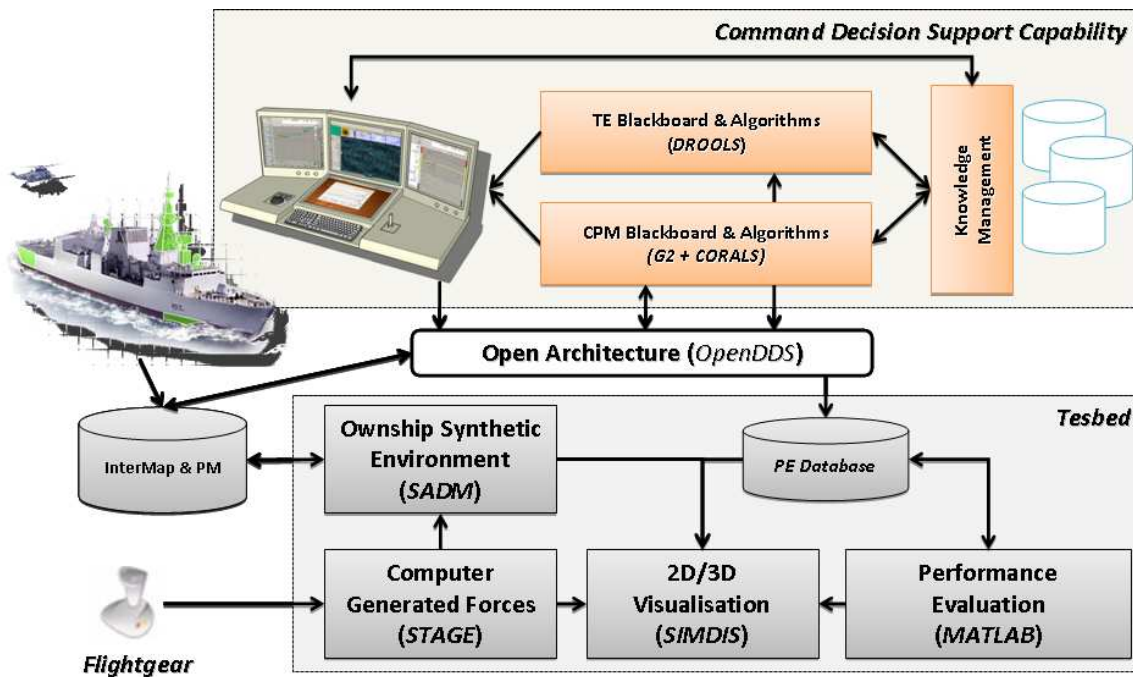 Command Decision Support Capability
TE Blackboard & Algorithms
(DROOLS)
CPM Blackboard & Algorithms
(G2 + CORALS)
Knowledge
Management
Open Architecture (OpenDDS)
Tesbed
InterMap & PM
Ownship Synthetic
Environment
(SADM)
PE Database
Computer
Generated Forces
(STAGE)
2D/3D
Visualisation
(SIMDIS)
Performance
Evaluation
(MATLAB)
Flightgear